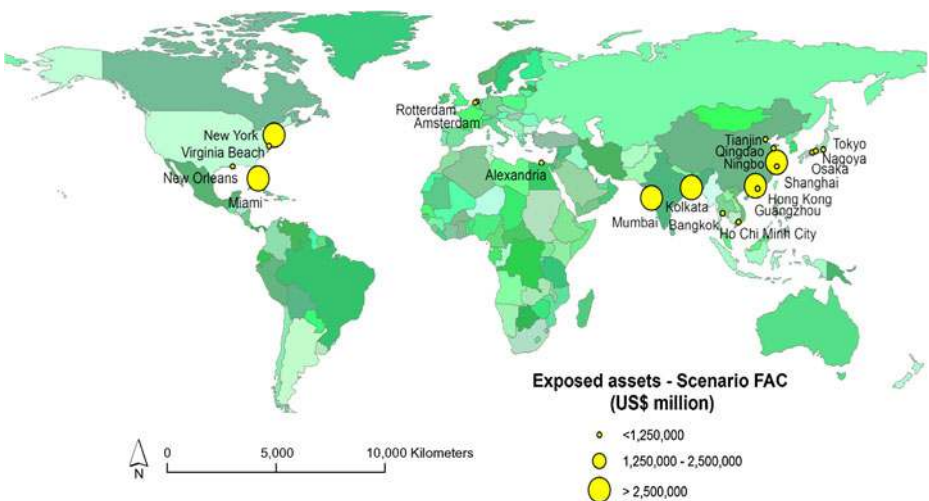 New York
Virginia Beach
New Orleans
Miami
Rotterdam
Amsterdam
Alexandria
Mumbai
Kolkata
Bangkok
Ho Chi Minh City
Tianjin
Qingdao
Ningbo
Tokyo
Nagoya
Osaka
Shanghai
Hong Kong
Guangzhou
Exposed assets - Scenario FAC
(US$ million)
<1,250,000
1,250,000 - 2,500,000
> 2,500,000
N
0 5,000 10,000 Kilometers